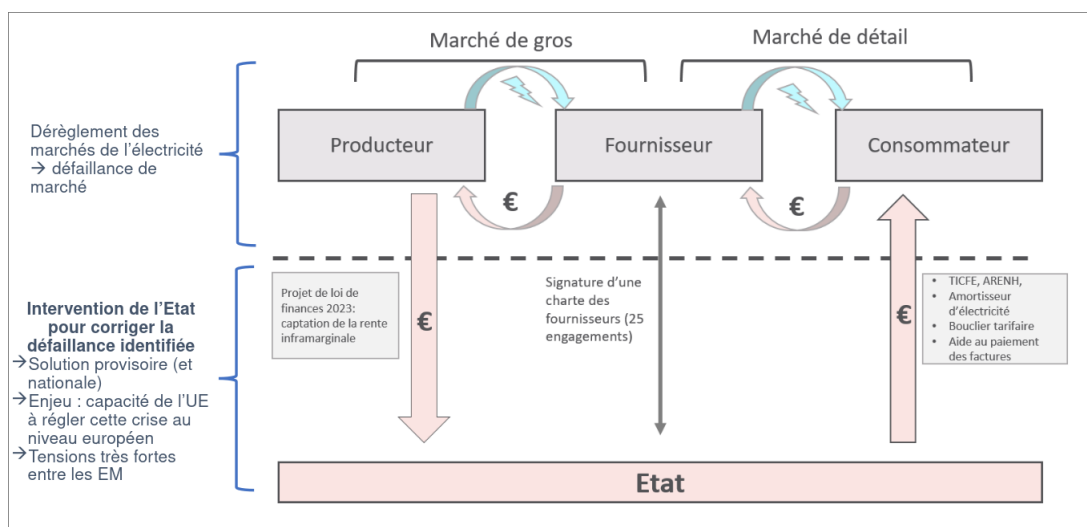 Marché de gros
Marché de détail
Dérèglement des
marchés de l'électricité
→ défaillance de
marché
Producteur
Fournisseur
Consommateur
€
€
Intervention de l'Etat
pour corriger la
défaillance identifiée
→Solution provisoire (et
nationale)
→Enjeu : capacité de l'UE
à régler cette crise au
niveau européen
→Tensions très fortes
entre les EM
Projet de loi de
finances 2023:
captation de la rente
inframarginale
€
Signature d'une
charte des
fournisseurs (25
engagements)
€
• TICFE, ARENH,
• Amortisseur
d'électricité
• Bouclier tarifaire
• Aide au paiement
des factures
Etat